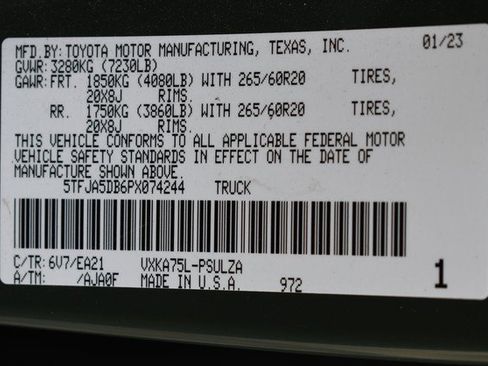 MFD.BY:TOYOTA MOTOR MANUFACTURING, TEXAS, INC. 01/23
GVWR:3280KG (7230LB)
GAWR:FRT. 1850KG (4080LB) WITH 265/60R20 TIRES,
20X8J RIMS.
RR. 1750KG (3860LB) WITH 265/60R20 TIRES,
20X8J RIMS.
THIS VEHICLE CONFORMS TO ALL APPLICABLE FEDERAL MOTOR
VEHICLE SAFETY STANDARDS IN EFFECT ON THE DATE OF
MANUFACTURE SHOWN ABOVE.
5TFJA5DB6PX074244 TRUCK
C/TR:6V7/EA21 VXKA75L-PSULZA
A/TM: /AJA0F MADE IN U.S.A. 972 1